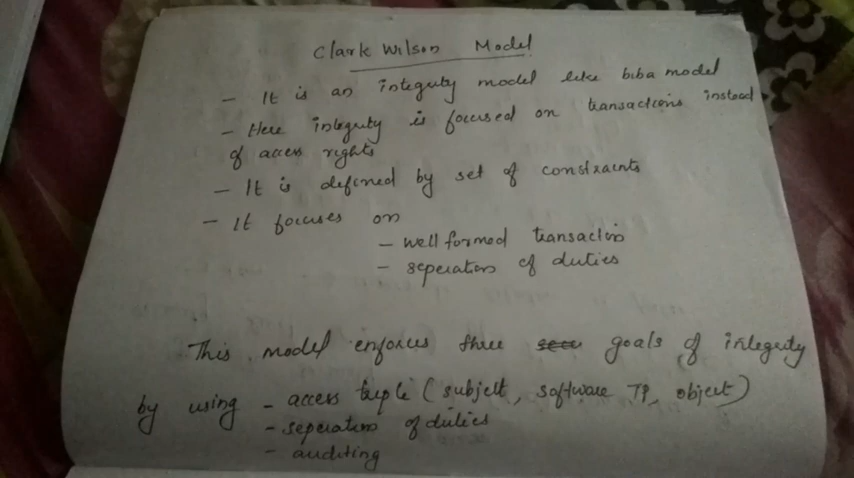 Clark Wilson Model
- It is an integrity model like biba model
- Here integrity is focused on transactions instead
of access rights
- It is defined by set of constraints
- It focuses on
- well formed transaction
- seperation of duties
This model enforces three goals of integrity
by using - access triple (subject, software TP, object)
- seperation of duties
- auditing